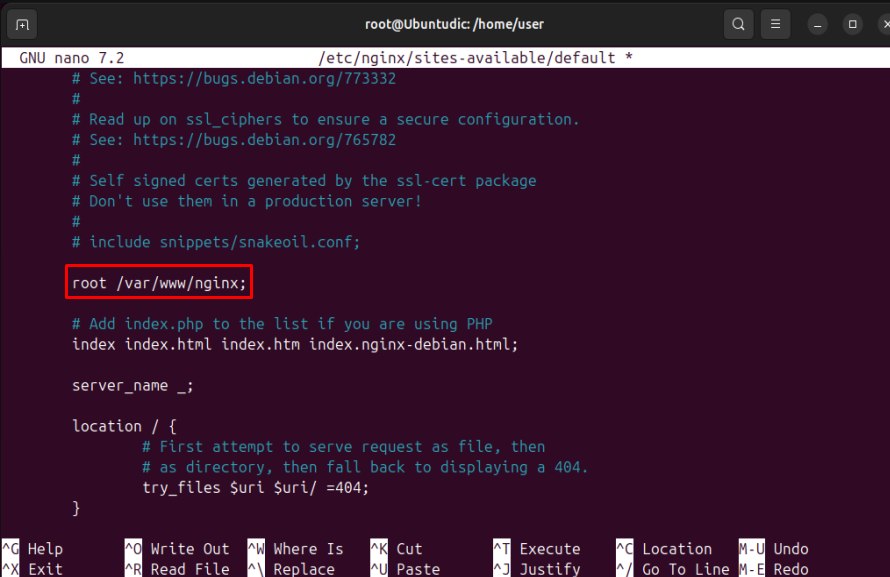 root@Ubuntudic: /home/user
GNU nano 7.2 /etc/nginx/sites-available/default *
# See: https://bugs.debian.org/773332
#
# Read up on ssl_ciphers to ensure a secure configuration.
# See: https://bugs.debian.org/765782
#
# Self signed certs generated by the ssl-cert package
# Don't use them in a production server!
#
# include snippets/snakeoil.conf;
root /var/www/nginx;
# Add index.php to the list if you are using PHP
index index.html index.htm index.nginx-debian.html;
server_name _;
location / {
# First attempt to serve request as file, then
# as directory, then fall back to displaying a 404.
try_files $uri $uri/ =404;
}
^G Help ^O Write Out ^W Where Is ^K Cut ^T Execute ^C Location M-U Undo
^X Exit ^R Read File ^\ Replace ^U Paste ^J Justify ^/ Go To Line M-E Redo